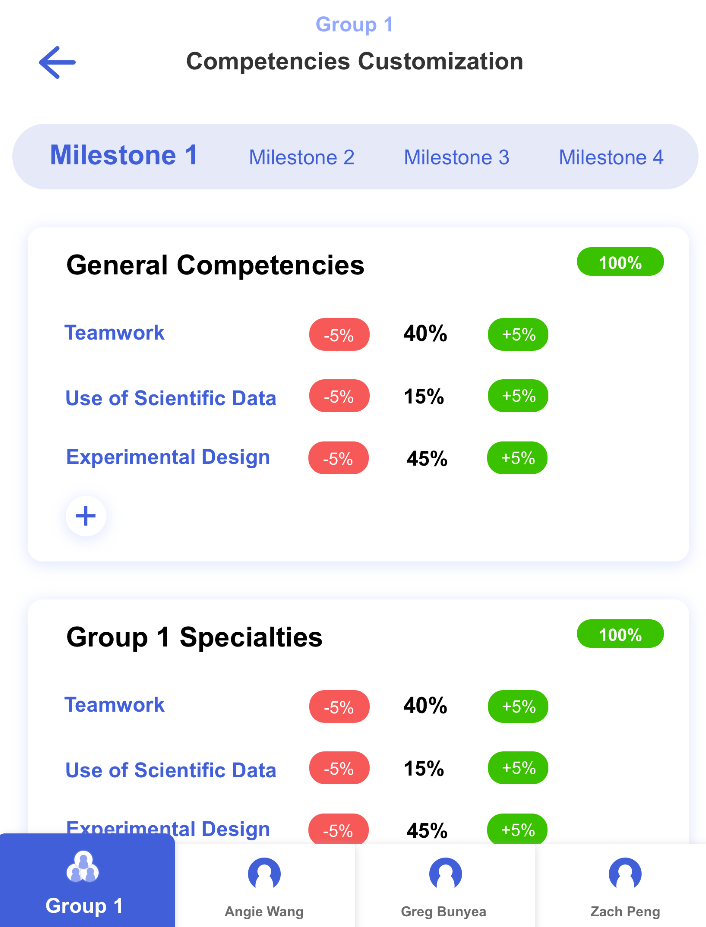 Group 1
Competencies Customization
Milestone 1 Milestone 2 Milestone 3 Milestone 4
General Competencies 100%
Teamwork -5% 40% +5%
Use of Scientific Data -5% 15% +5%
Experimental Design -5% 45% +5%
+
Group 1 Specialties 100%
Teamwork -5% 40% +5%
Use of Scientific Data -5% 15% +5%
Experimental Design -5% 45% +5%
Group 1 Angie Wang Greg Bunyea Zach Peng